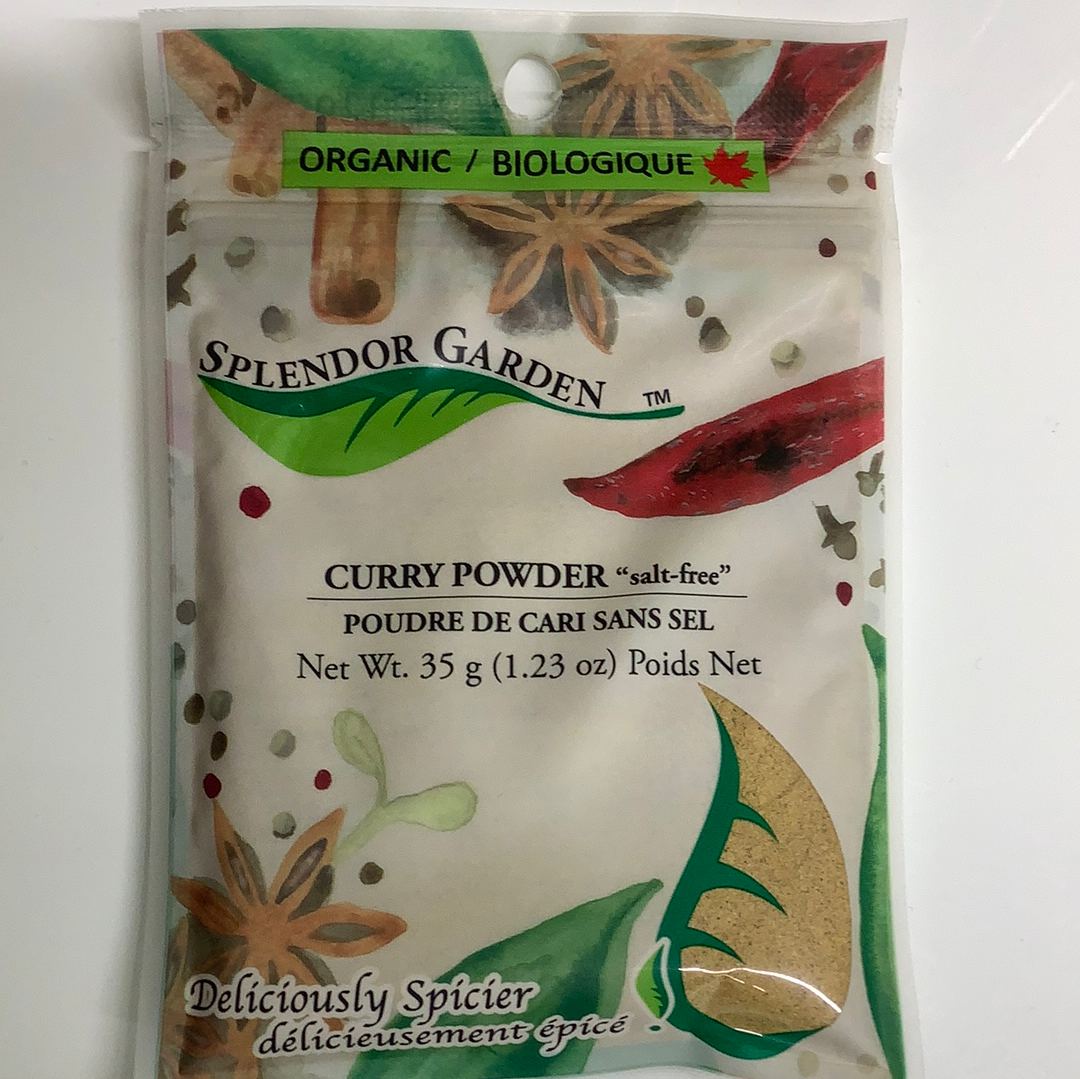 ORGANIC / BIOLOGIQUE
SPLENDOR GARDEN ™
CURRY POWDER “salt-free”
POUDRE DE CARI SANS SEL
Net Wt. 35 g (1.23 oz) Poids Net
Deliciously Spicier
délicieusement épicé